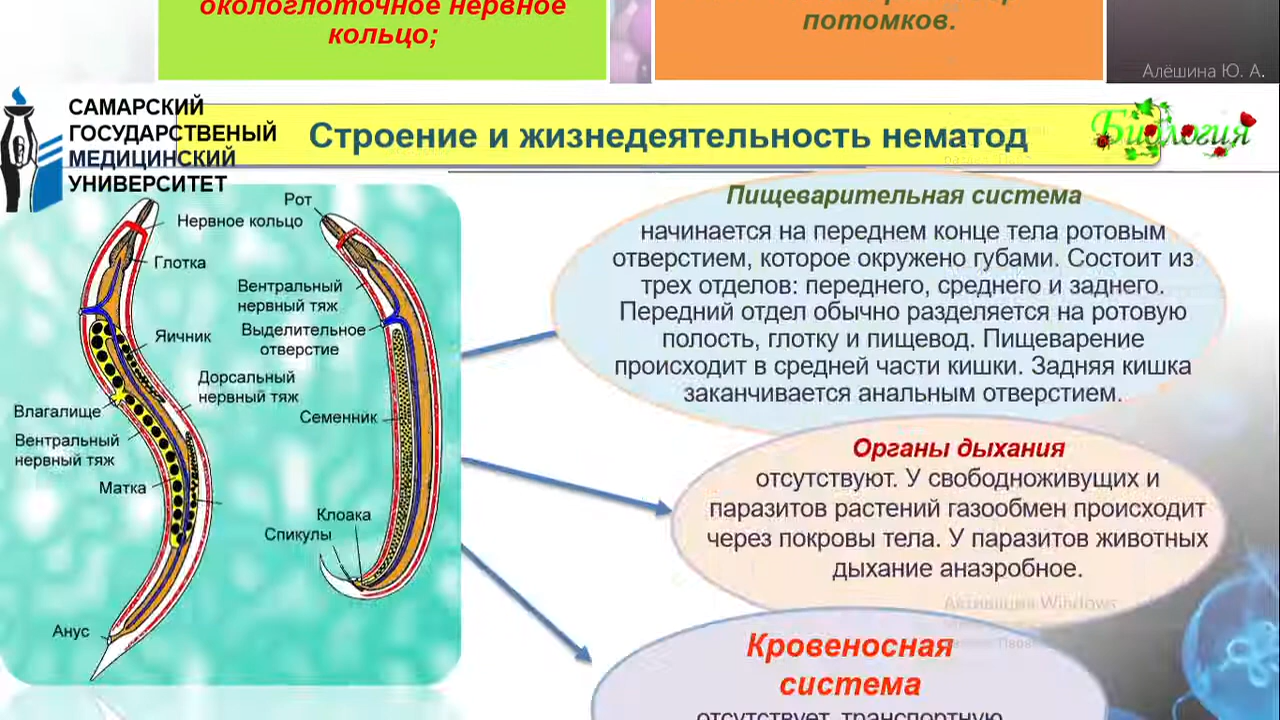 окологлоточное нервное
кольцо;
потомков.
Алёшина Ю. А.
САМАРСКИЙ
ГОСУДАРСТВЕНЫЙ
МЕДИЦИНСКИЙ
УНИВЕРСИТЕТ
Строение и жизнедеятельность нематод
Биология
Рот
Нервное кольцо
Глотка
Вентральный
нервный тяж
Выделительное
отверстие
Яичник
Дорсальный
нервный тяж
Влагалище
Семенник
Вентральный
нервный тяж
Матка
Клоака
Спикулы
Анус
Пищеварительная система
начинается на переднем конце тела ротовым
отверстием, которое окружено губами. Состоит из
трех отделов: переднего, среднего и заднего.
Передний отдел обычно разделяется на ротовую
полость, глотку и пищевод. Пищеварение
происходит в средней части кишки. Задняя кишка
заканчивается анальным отверстием.
Органы дыхания
отсутствуют. У свободноживущих и
паразитов растений газообмен происходит
через покровы тела. У паразитов животных
дыхание анаэробное.
Активация Windows
Кровеносная
система
отсутствует, транспортную